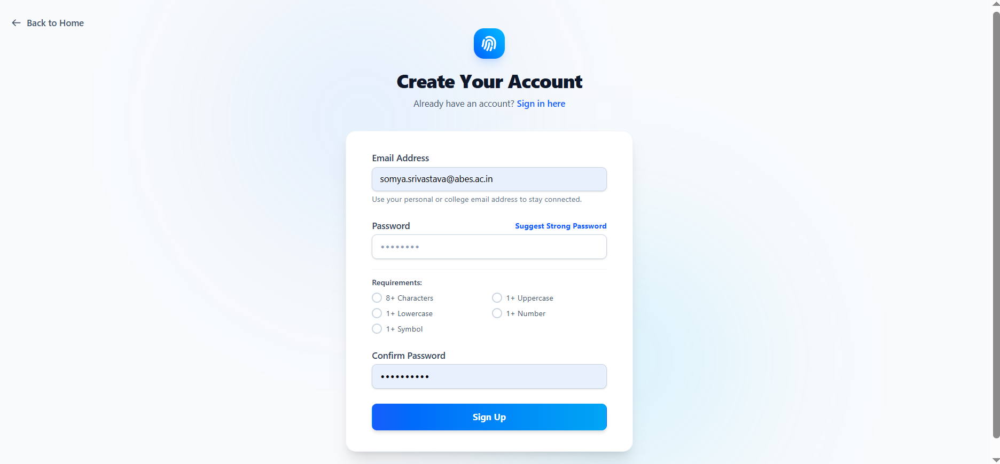 Back to Home
Create Your Account
Already have an account? Sign in here
Email Address
somya.srivastava@abes.ac.in
Use your personal or college email address to stay connected.
Password
Suggest Strong Password
••••••••
Requirements:
8+ Characters
1+ Uppercase
1+ Lowercase
1+ Number
1+ Symbol
Confirm Password
••••••••••
Sign Up